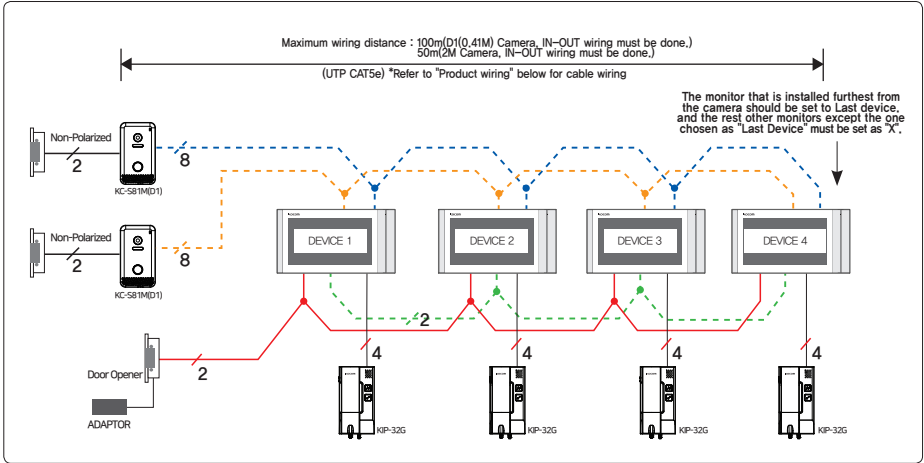 Maximum wiring distance : 100m(D1(0.41M) Camera, IN-OUT wiring must be done.)
50m(2M Camera, IN-OUT wiring must be done.)
(UTP CAT5e) *Refer to "Product wiring" below for cable wiring
The monitor that is installed furthest from
the camera should be set to Last device,
and the rest other monitors except the one
chosen as "Last Device" must be set as "X".
Non-Polarized
2
KC-S81M(D1)
8
Non-Polarized
2
KC-S81M(D1)
8
DEVICE 1
DEVICE 2
DEVICE 3
DEVICE 4
2
Door Opener
2
ADAPTOR
4
KIP-32G
4
KIP-32G
4
KIP-32G
4
KIP-32G